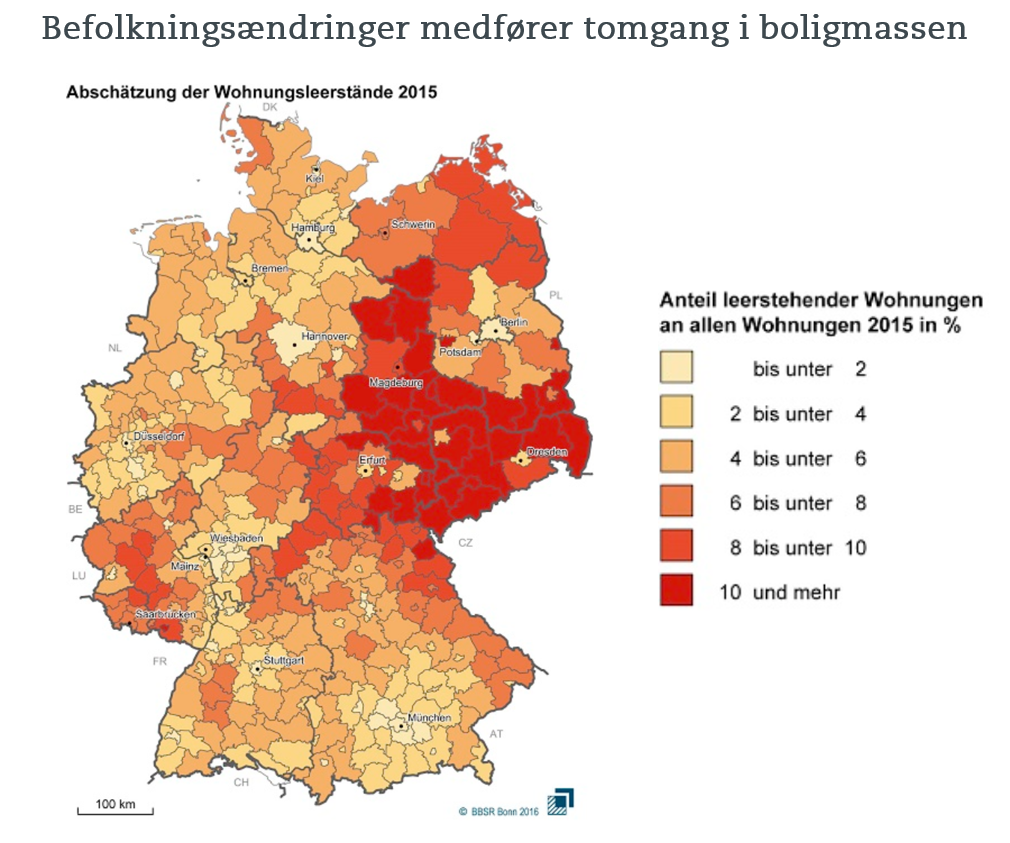 Befolkningsændringer medfører tomgang i boligmassen
Abschätzung der Wohnungsleerstände 2015
DK
Kiel
Schwerin
Hamburg
Bremen
PL
Berlin
Hannover
Potsdam
NL
Magdeburg
Düsseldorf
Dresden
Erfurt
BE
Wiesbaden
CZ
Mainz
LU
Saarbrücken
FR
Stuttgart
München
AT
CH
100 km
© BBSR Bonn 2016
Anteil leerstehender Wohnungen
an allen Wohnungen 2015 in %
bis unter 2
2 bis unter 4
4 bis unter 6
6 bis unter 8
8 bis unter 10
10 und mehr